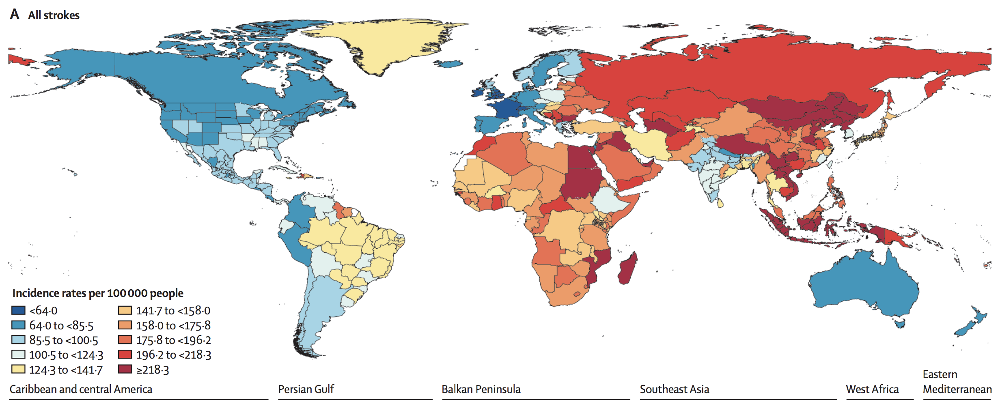 A All strokes
Incidence rates per 100 000 people
<64·0
64·0 to <85·5
85·5 to <100·5
100·5 to <124·3
124·3 to <141·7
141·7 to <158·0
158·0 to <175·8
175·8 to <196·2
196·2 to <218·3
≥218·3
Caribbean and central America
Persian Gulf
Balkan Peninsula
Southeast Asia
West Africa
Eastern
Mediterranean